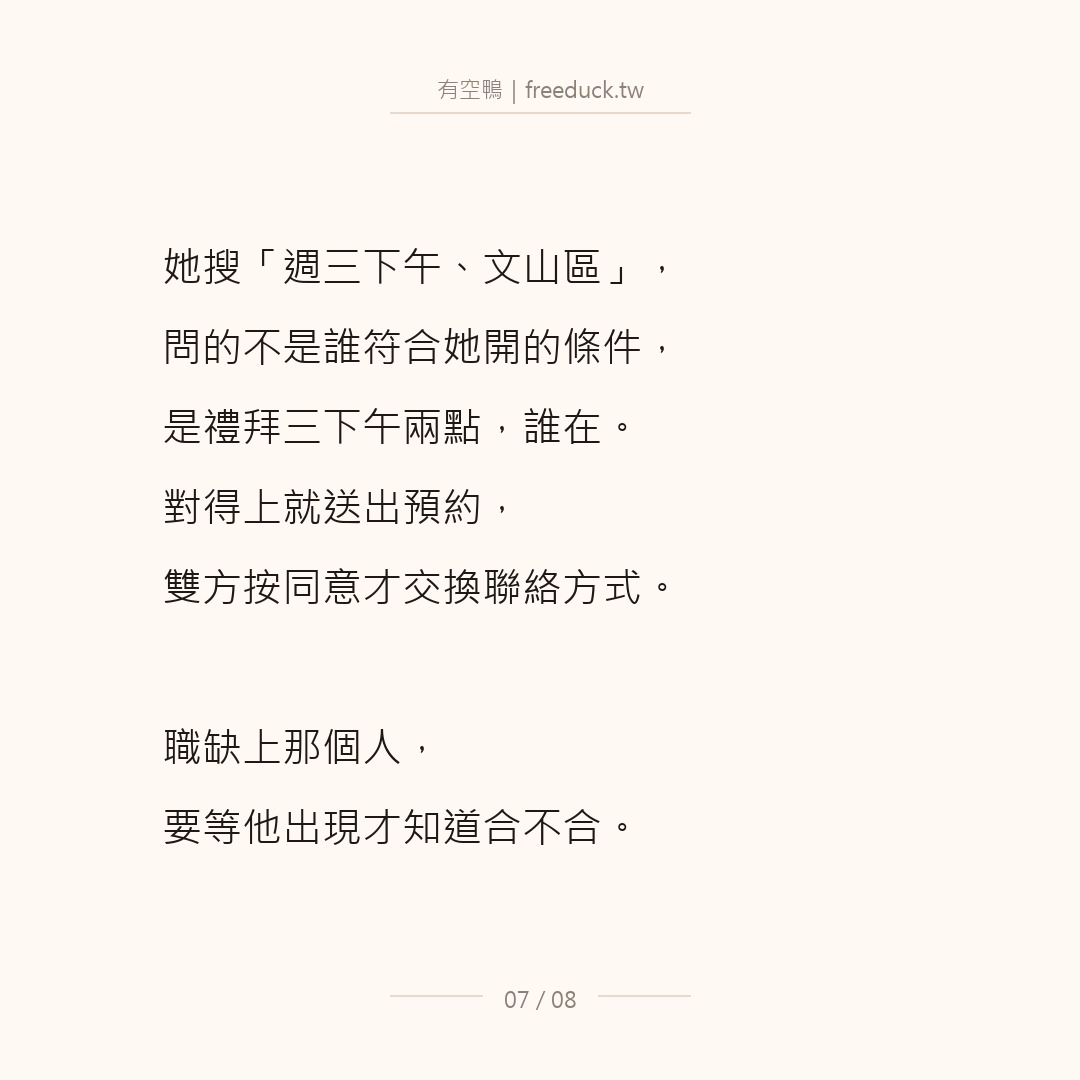 有空鴨｜freeduck.tw
她搜「週三下午、文山區」，
問的不是誰符合她開的條件，
是禮拜三下午兩點，誰在。
對得上就送出預約，
雙方按同意才交換聯絡方式。
職缺上那個人，
要等他出現才知道合不合。
07 / 08